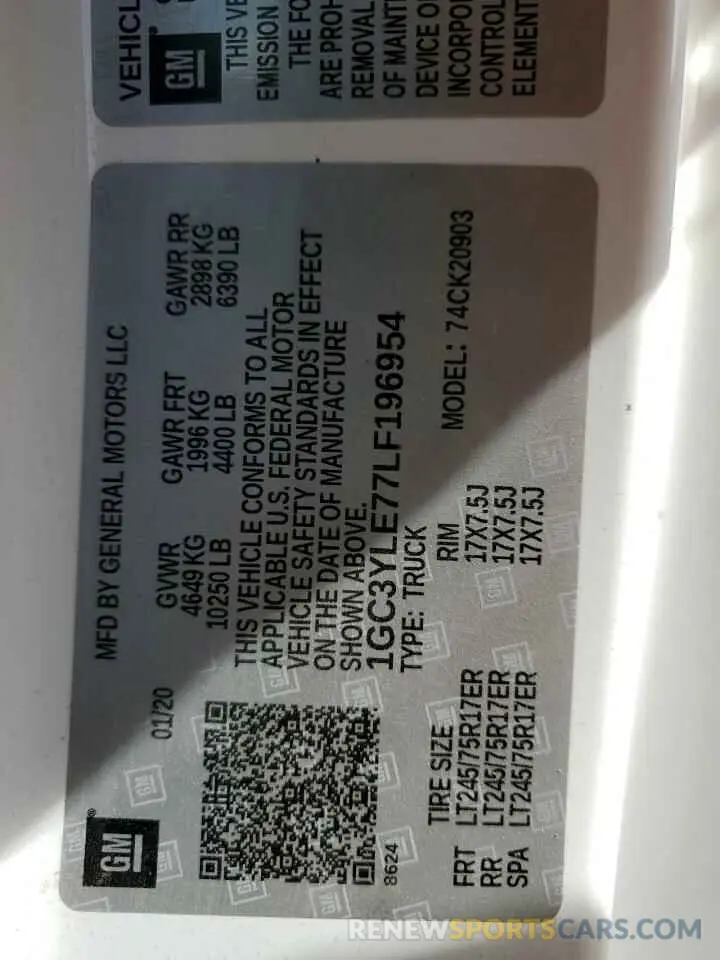 MFD BY GENERAL MOTORS LLC
GM
®
01/20
GVWR GAWR FRT GAWR RR
4649 KG 1996 KG 2898 KG
10250 LB 4400 LB 6390 LB
THIS VEHICLE CONFORMS TO ALL
APPLICABLE U.S. FEDERAL MOTOR
VEHICLE SAFETY STANDARDS IN EFFECT
ON THE DATE OF MANUFACTURE
SHOWN ABOVE.
1GC3YLE77LF196954
8624
TYPE: TRUCK MODEL: 74CK20903
TIRE SIZE RIM
FRT LT245/75R17ER 17X7.5J
RR LT245/75R17ER 17X7.5J
SPA LT245/75R17ER 17X7.5J
VEHICL
GM
®
THIS VE
EMISSION
THE FO
ARE PROH
REMOVAL
OF MAINT
DEVICE O
INCORPO
CONTROL
ELEMENT
RENEWSPORTSCARS.COM